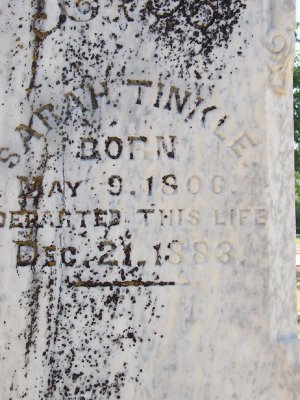 SARAH TINKLE.
BORN
MAY 9, 1806.
DEPARTED THIS LIFE
DEC. 21, 1883.